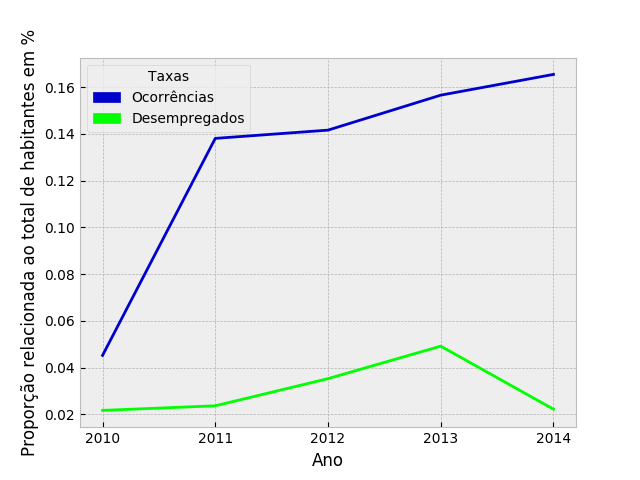 Proporção relacionada ao total de habitantes em %
Taxas
Ocorrências
Desempregados
0.16
0.14
0.12
0.10
0.08
0.06
0.04
0.02
2010 2011 2012 2013 2014
Ano